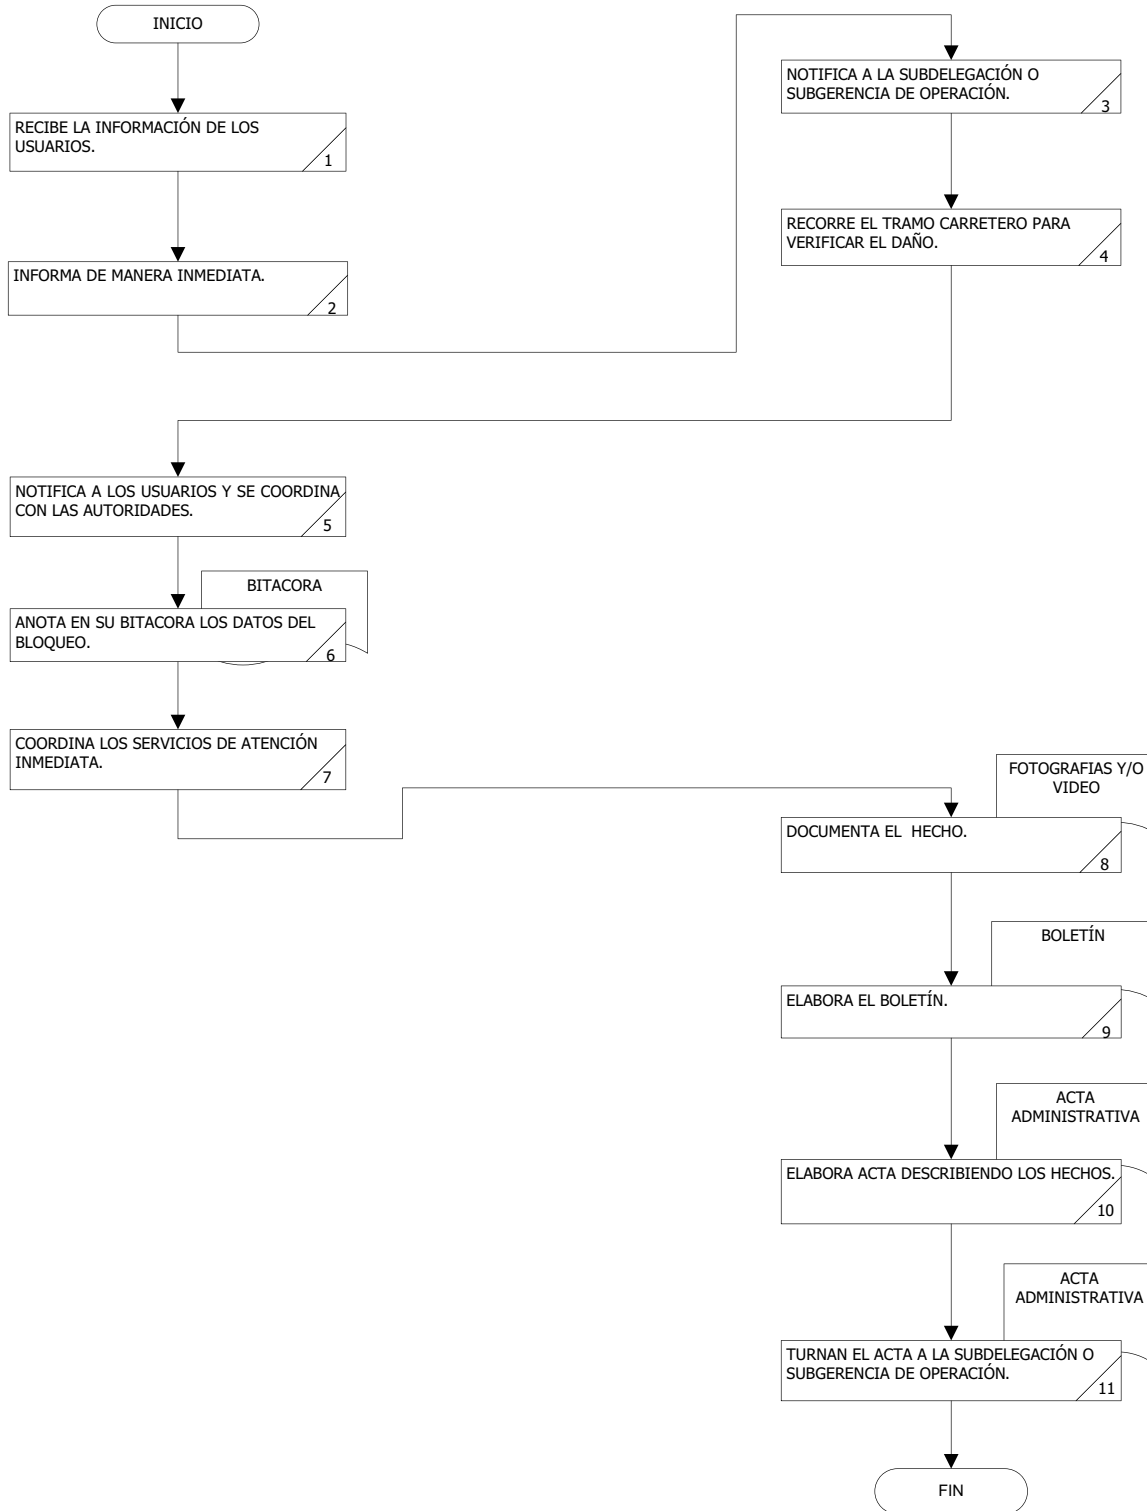 INICIO
RECIBE LA INFORMACIÓN DE LOS
USUARIOS.
1
INFORMA DE MANERA INMEDIATA.
2
NOTIFICA A LA SUBDELEGACIÓN O
SUBGERENCIA DE OPERACIÓN.
3
RECORRE EL TRAMO CARRETERO PARA
VERIFICAR EL DAÑO.
4
NOTIFICA A LOS USUARIOS Y SE COORDINA
CON LAS AUTORIDADES.
5
BITACORA
ANOTA EN SU BITACORA LOS DATOS DEL
BLOQUEO.
6
COORDINA LOS SERVICIOS DE ATENCIÓN
INMEDIATA.
7
FOTOGRAFIAS Y/O
VIDEO
DOCUMENTA EL HECHO.
8
BOLETÍN
ELABORA EL BOLETÍN.
9
ACTA
ADMINISTRATIVA
ELABORA ACTA DESCRIBIENDO LOS HECHOS.
10
ACTA
ADMINISTRATIVA
TURNAN EL ACTA A LA SUBDELEGACIÓN O
SUBGERENCIA DE OPERACIÓN.
11
FIN